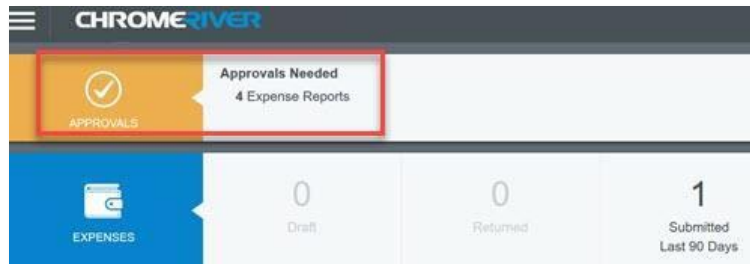 CHROMERIVER
Approvals Needed
4 Expense Reports
APPROVALS
0
Draft
0
Returned
1
Submitted
Last 90 Days
EXPENSES